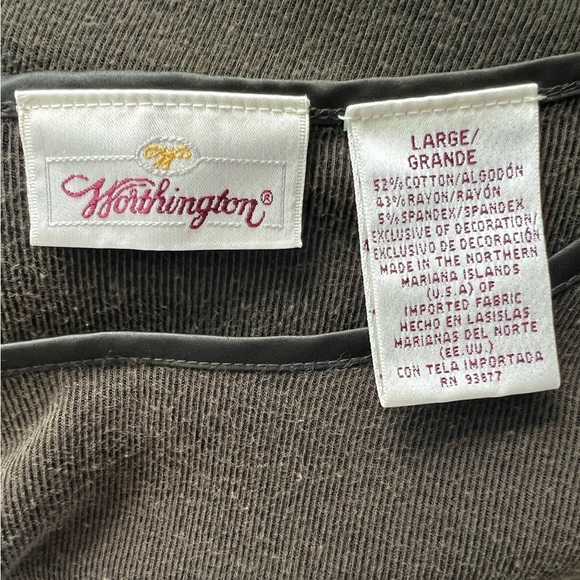 Worthington®
LARGE/
GRANDE
52% COTTON/ALGODÓN
43% RAYON/RAYÓN
5% SPANDEX/SPANDEX
EXCLUSIVE OF DECORATION/
EXCLUSIVO DE DECORACIÓN
MADE IN THE NORTHERN
MARIANA ISLANDS
(U.S.A) OF
IMPORTED FABRIC
HECHO EN LASISLAS
MARIANAS DEL NORTE
(EE.UU.)
CON TELA IMPORTADA
RN 93877